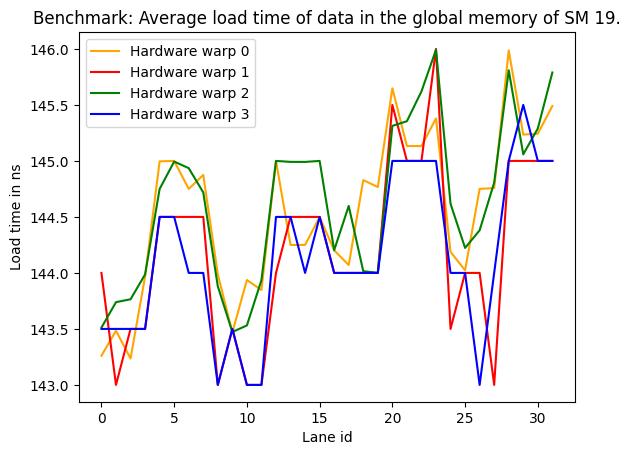 Benchmark: Average load time of data in the global memory of SM 19.
Hardware warp 0
Hardware warp 1
Hardware warp 2
Hardware warp 3
146.0
145.5
145.0
144.5
144.0
143.5
143.0
Load time in ns
0 5 10 15 20 25 30
Lane id